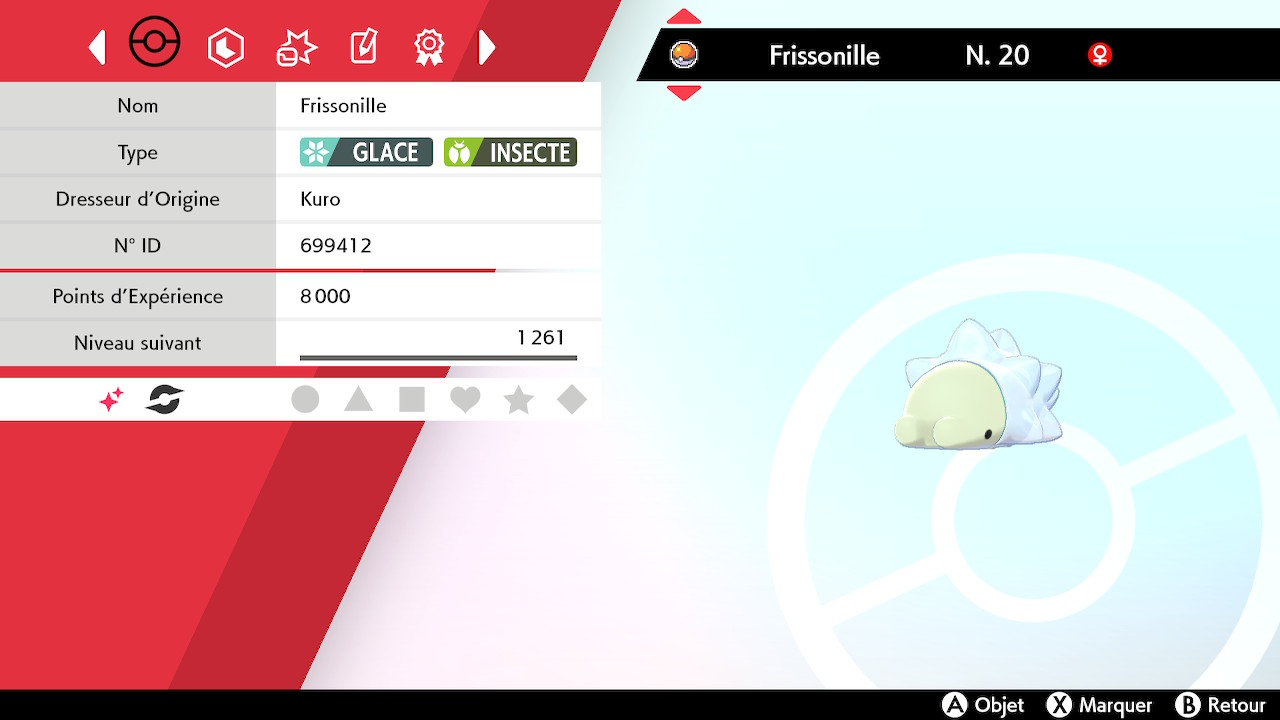 Frissonille N. 20
Nom Frissonille
Type GLACE INSECTE
Dresseur d'Origine Kuro
N° ID 699412
Points d'Expérience 8 000
Niveau suivant 1 261
A Objet X Marquer B Retour